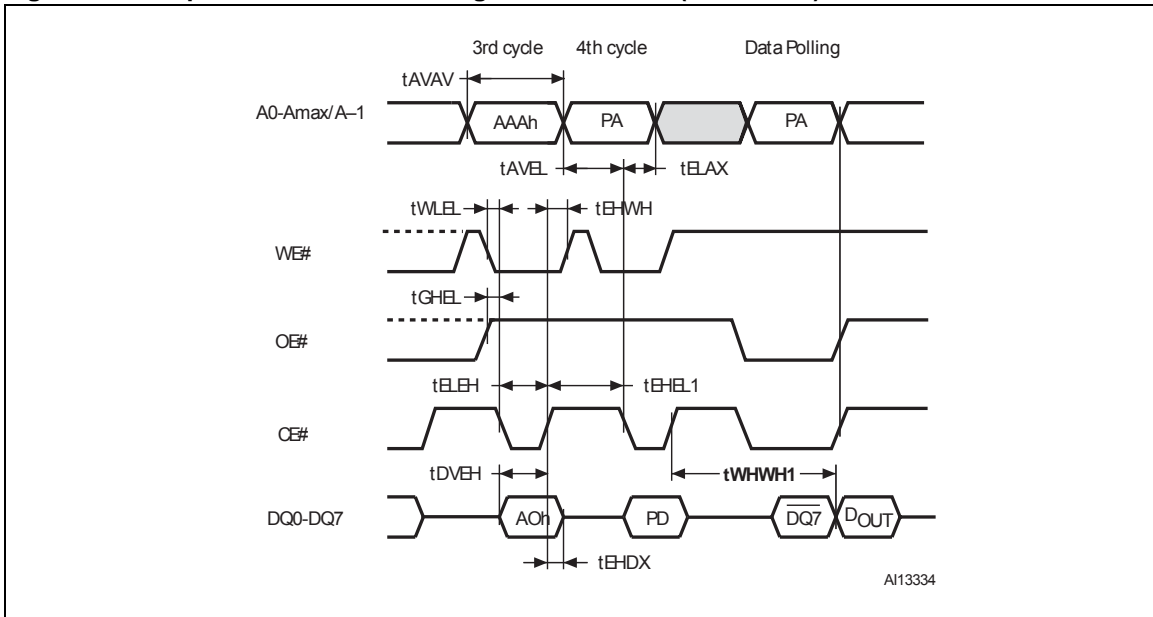 3rd cycle 4th cycle Data Polling
tAVAV
A0-Amax/A–1 AAAh PA PA
tAVEL tELAX
tWLEL tEHWH
WE#
tGHEL
OE#
tELEH tEHEL1
CE#
tDVEH tWHWH1
DQ0-DQ7 AOh PD DQ7 DOUT
tEHDX
AI13334